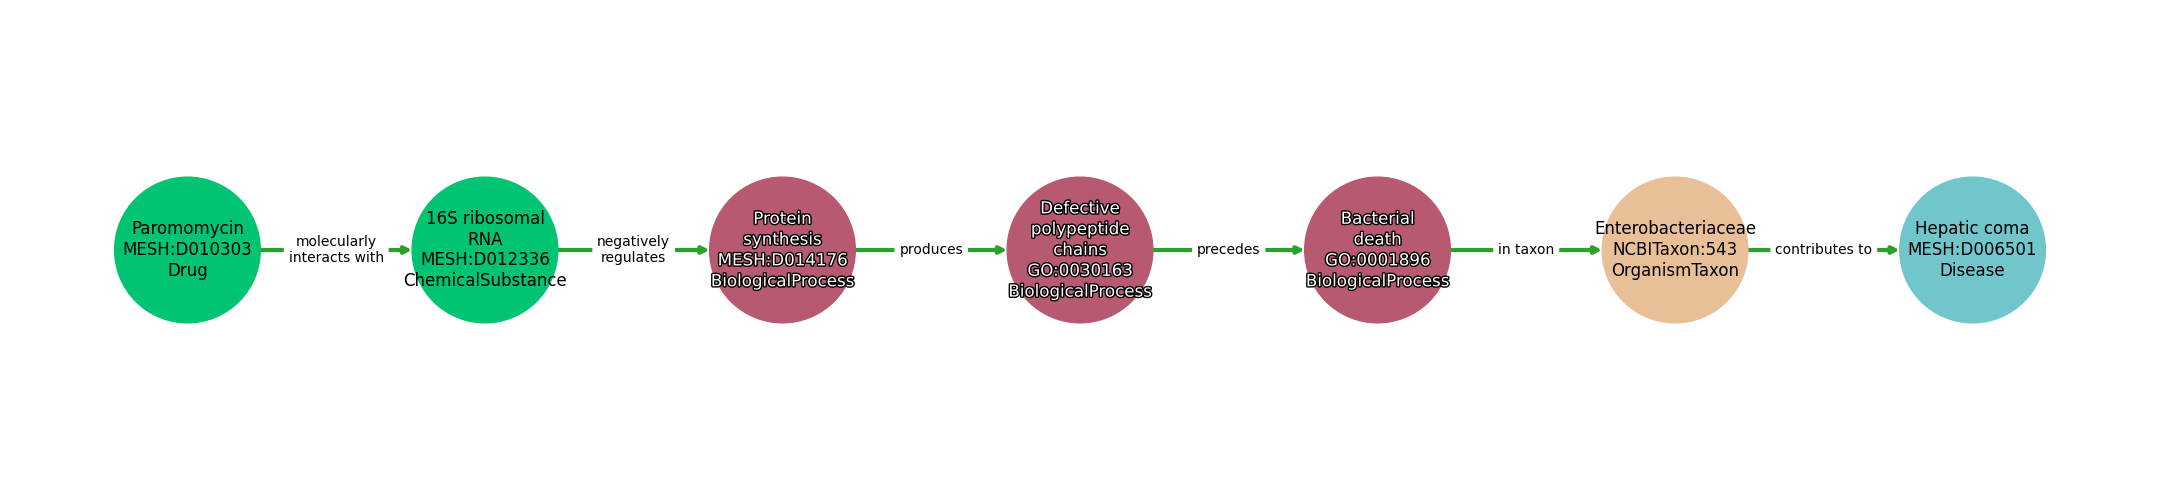 Paromomycin
MESH:D010303
Drug
molecularly
interacts with
16S ribosomal
RNA
MESH:D012336
ChemicalSubstance
negatively
regulates
Protein
synthesis
MESH:D014176
BiologicalProcess
produces
Defective
polypeptide
chains
GO:0030163
BiologicalProcess
precedes
Bacterial
death
GO:0001896
BiologicalProcess
in taxon
Enterobacteriaceae
NCBITaxon:543
OrganismTaxon
contributes to
Hepatic coma
MESH:D006501
Disease